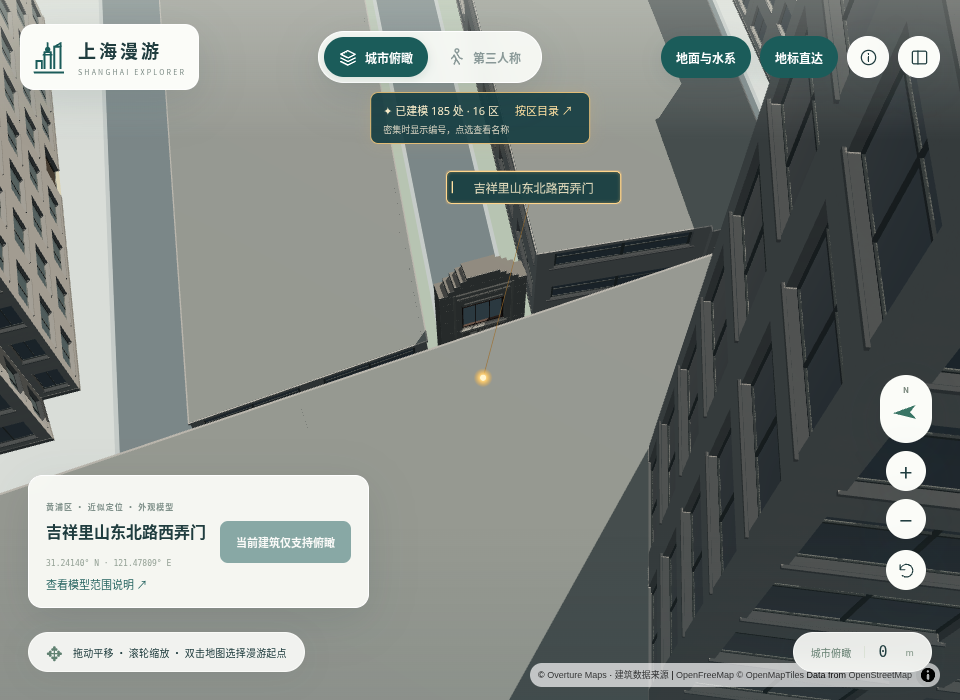 上海漫游
SHANGHAI EXPLORER
城市俯瞰
第三人称
地面与水系
地标直达
✦ 已建模 185 处 · 16 区 按区目录 ↗
密集时显示编号，点选查看名称
吉祥里山东北路西弄门
N
黄浦区 · 近似定位 · 外观模型
吉祥里山东北路西弄门
当前建筑仅支持俯瞰
31.24140° N · 121.47809° E
查看模型范围说明 ↗
拖动平移 · 滚轮缩放 · 双击地图选择漫游起点
城市俯瞰 0 m
© Overture Maps · 建筑数据来源 | OpenFreeMap © OpenMapTiles Data from OpenStreetMap